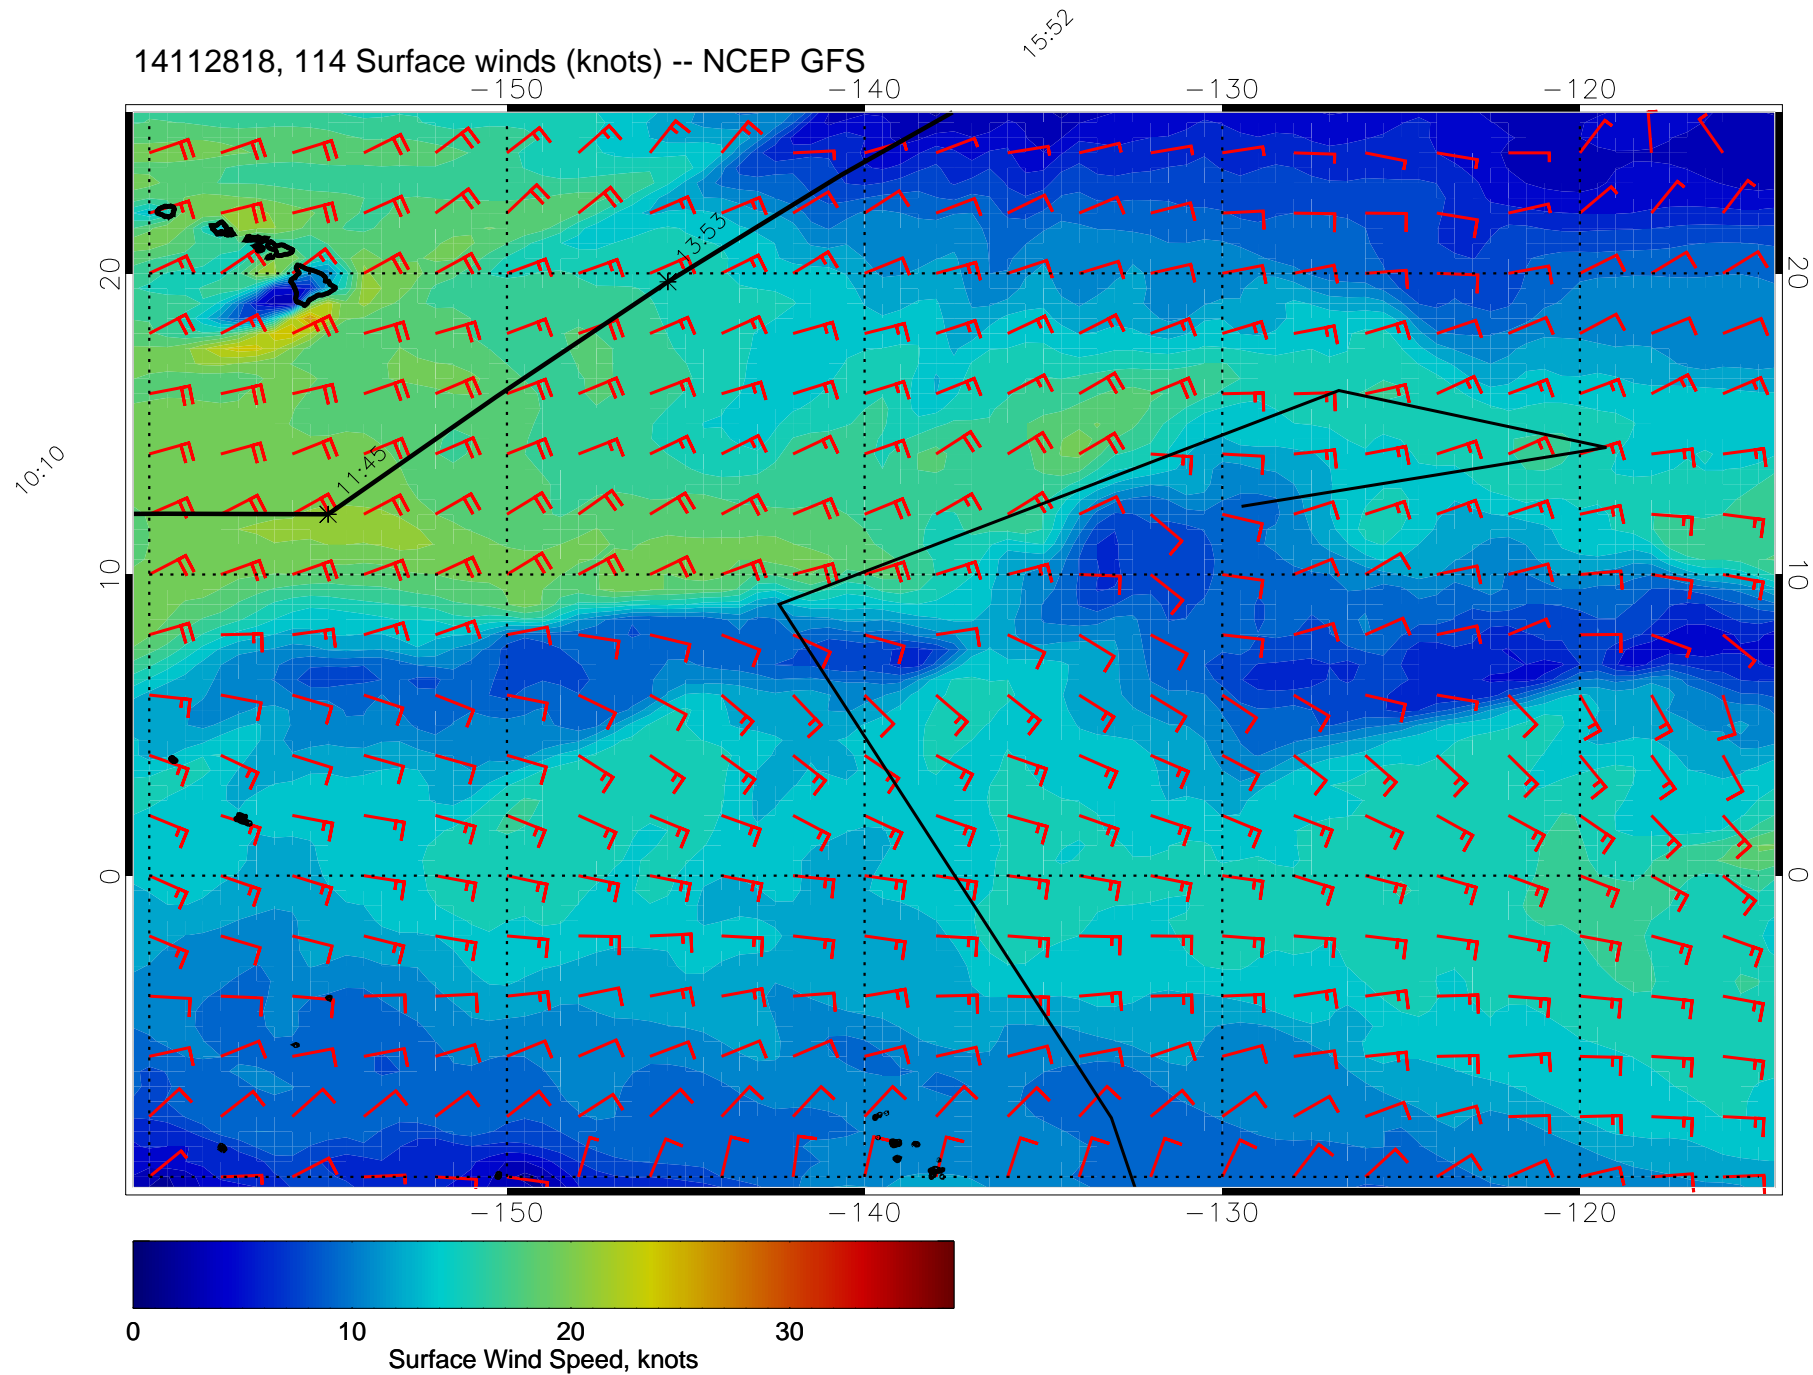 15:52
14112818, 114 Surface winds (knots) -- NCEP GFS
-150 -140 -130 -120
13:53
20 20
11:45
10:10
10 10
0 0
-150 -140 -130 -120
0 10 20 30
Surface Wind Speed, knots